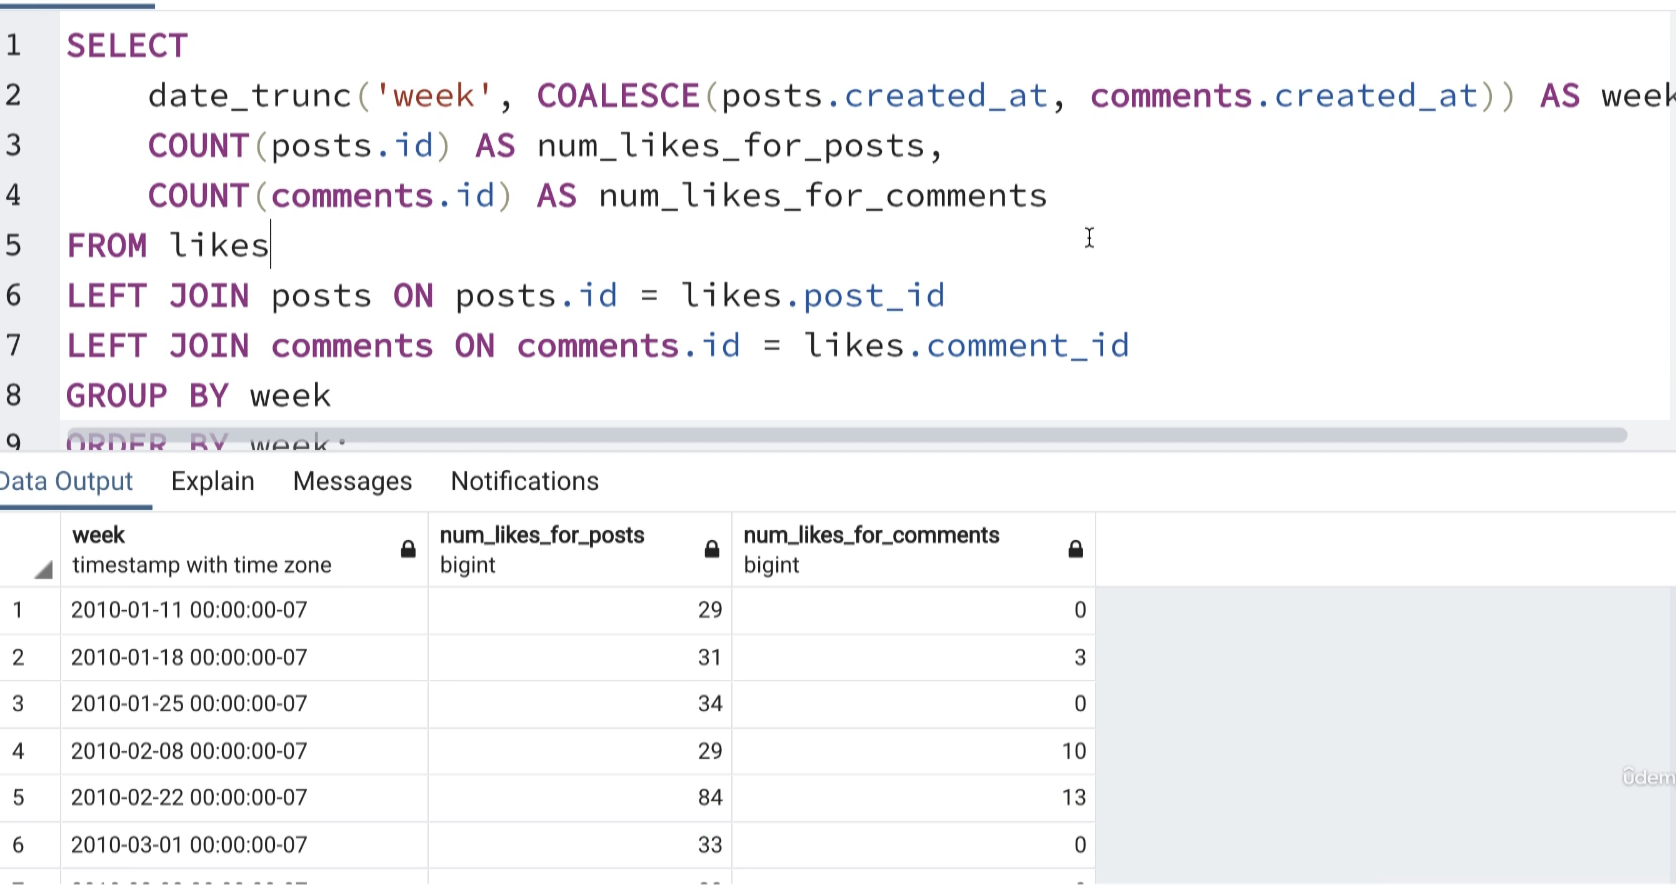 1 SELECT
2 date_trunc('week', COALESCE(posts.created_at, comments.created_at)) AS week
3 COUNT(posts.id) AS num_likes_for_posts,
4 COUNT(comments.id) AS num_likes_for_comments
5 FROM likes
6 LEFT JOIN posts ON posts.id = likes.post_id
7 LEFT JOIN comments ON comments.id = likes.comment_id
8 GROUP BY week
9 ORDER BY week;
Data Output Explain Messages Notifications
week num_likes_for_posts num_likes_for_comments
timestamp with time zone bigint bigint
1 2010-01-11 00:00:00-07 29 0
2 2010-01-18 00:00:00-07 31 3
3 2010-01-25 00:00:00-07 34 0
4 2010-02-08 00:00:00-07 29 10
5 2010-02-22 00:00:00-07 84 13
6 2010-03-01 00:00:00-07 33 0
ûdem